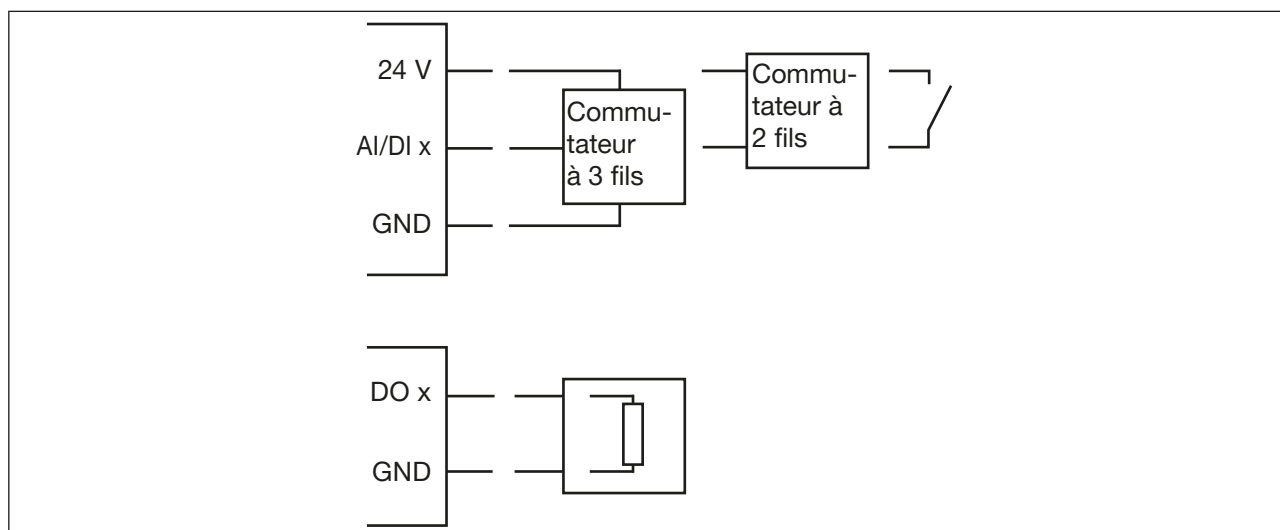 24 V
AI/DI x
GND
Commu-
tateur
à 3 fils
Commu-
tateur à
2 fils
DO x
GND